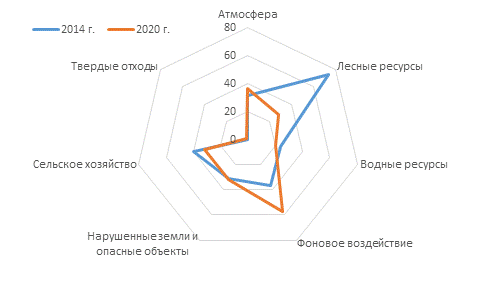 Атмосфера
2014 г. 2020 г.
80
60
40
20
0
Твердые отходы
Лесные ресурсы
Сельское хозяйство
Водные ресурсы
Нарушенные земли и
опасные объекты
Фоновое воздействие